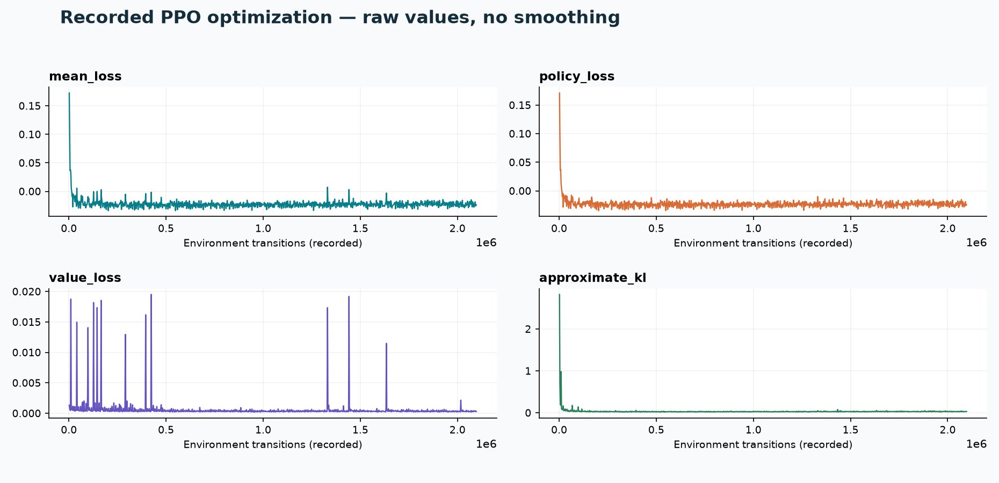 Recorded PPO optimization — raw values, no smoothing
mean_loss
0.15
0.10
0.05
0.00
0.0 0.5 1.0 1.5 2.0
Environment transitions (recorded) 1e6
policy_loss
0.15
0.10
0.05
0.00
0.0 0.5 1.0 1.5 2.0
Environment transitions (recorded) 1e6
value_loss
0.020
0.015
0.010
0.005
0.000
0.0 0.5 1.0 1.5 2.0
Environment transitions (recorded) 1e6
approximate_kl
2
1
0
0.0 0.5 1.0 1.5 2.0
Environment transitions (recorded) 1e6